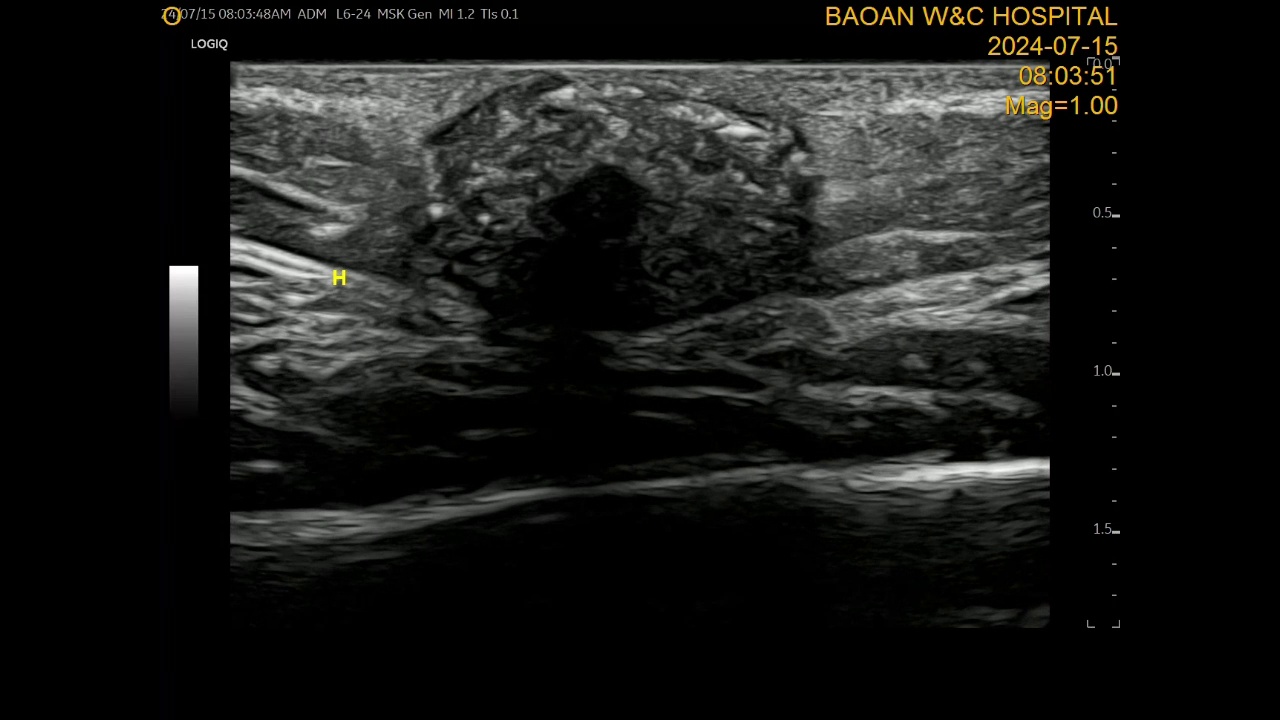 24/07/15 08:03:48AM ADM L6-24 MSK Gen MI 1.2 TIs 0.1
LOGIQ
BAOAN W&C HOSPITAL
2024-07-15
08:03:51
Mag=1.00
0.0
H
0.5
1.0
1.5